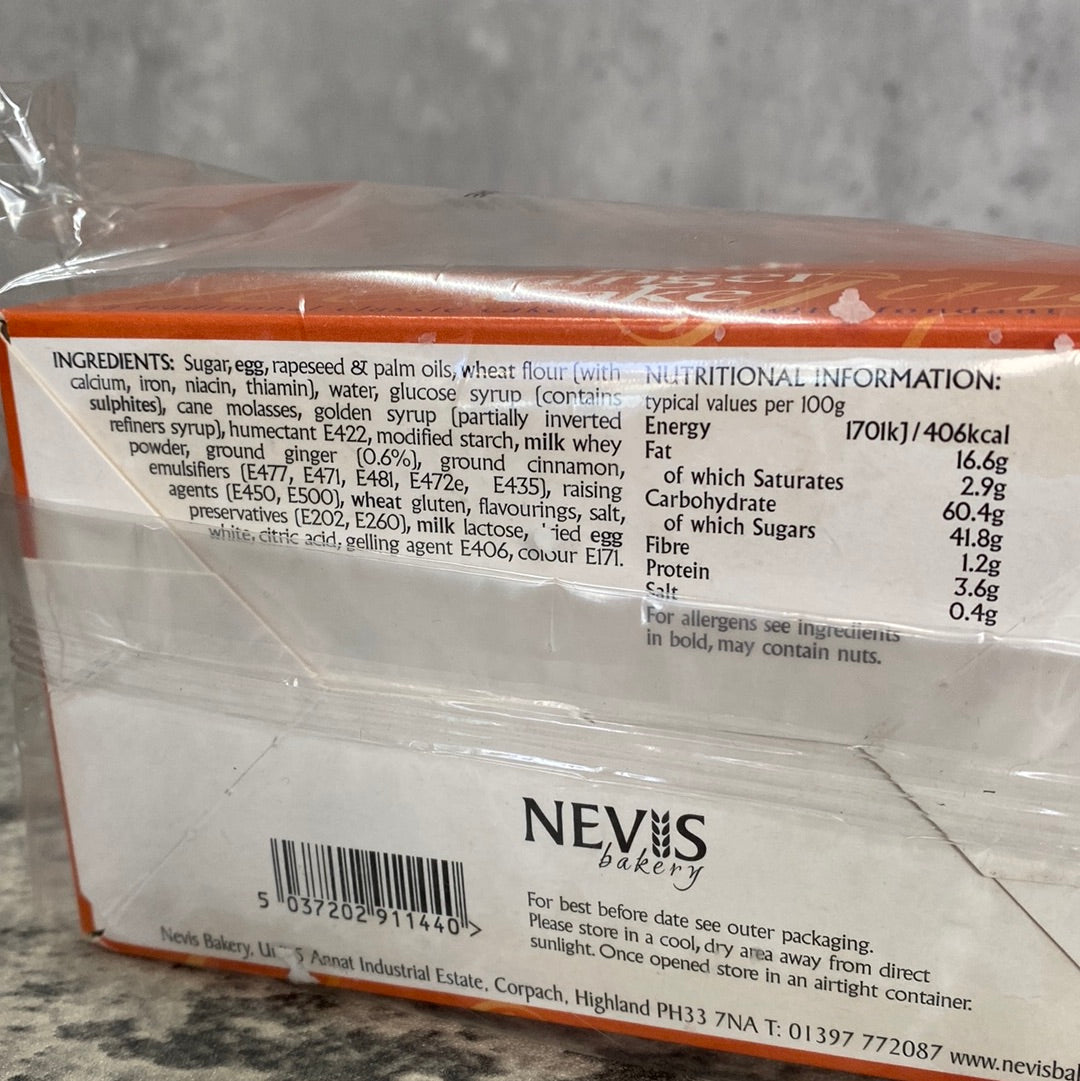 INGREDIENTS: Sugar, egg, rapeseed & palm oils, wheat flour (with
calcium, iron, niacin, thiamin), water, glucose syrup (contains
sulphites), cane molasses, golden syrup (partially inverted
refiners syrup), humectant E422, modified starch, milk whey
powder, ground ginger (0.6%), ground cinnamon,
emulsifiers (E477, E471, E481, E472e, E435), raising
agents (E450, E500), wheat gluten, flavourings, salt,
preservatives (E202, E260), milk lactose, egg
white, citric acid, gelling agent E406, colour E171.
NUTRITIONAL INFORMATION:
typical values per 100g
Energy 1701kJ/406kcal
Fat 16.6g
of which Saturates 2.9g
Carbohydrate 60.4g
of which Sugars 41.8g
Fibre 1.2g
Protein 3.6g
Salt 0.4g
For allergens see ingredients
in bold, may contain nuts.
NEVIS
bakery
5 037202 911440 >
For best before date see outer packaging.
Please store in a cool, dry area away from direct
sunlight. Once opened store in an airtight container.
Nevis Bakery, 5 Annat Industrial Estate, Corpach, Highland PH33 7NA T: 01397 772087 www.nevisba